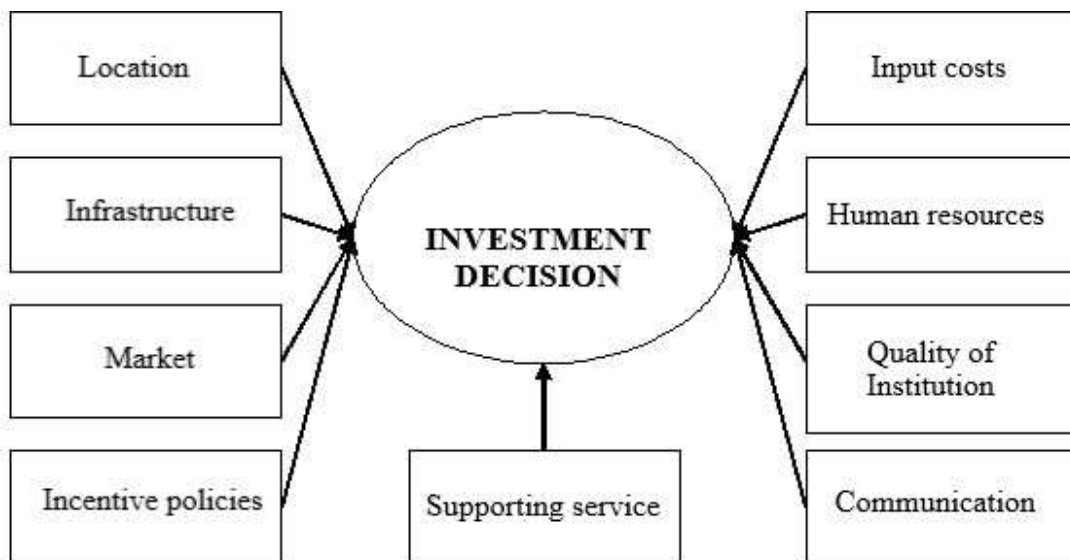 Location
Input costs
Infrastructure
Human resources
INVESTMENT
DECISION
Market
Quality of
Institution
Incentive policies
Supporting service
Communication